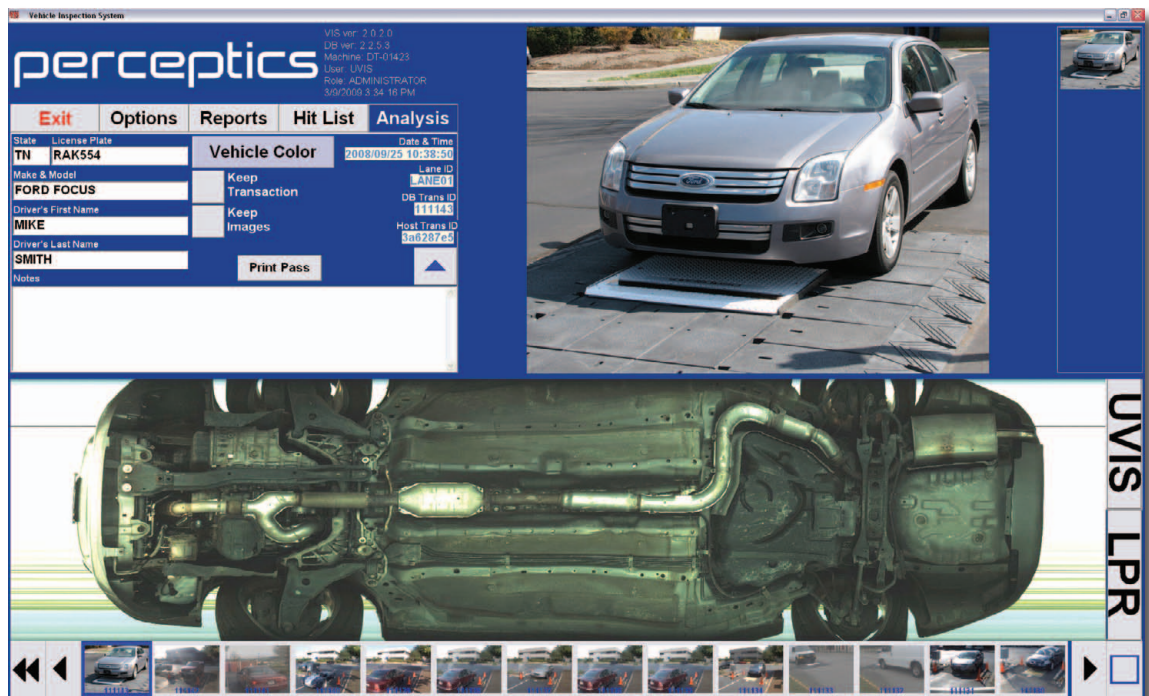 Vehicle Inspection System
perceptics
VIS ver: 2.0.2.0
DB ver: 2.2.5.3
Machine: DT-01423
User: UVIS
Role: ADMINISTRATOR
3/9/2009 3:34:16 PM
Exit Options Reports Hit List Analysis
State License Plate
TN RAK554
Make & Model
FORD FOCUS
Driver's First Name
MIKE
Driver's Last Name
SMITH
Notes
Vehicle Color
Keep
Transaction
Keep
Images
Print Pass
Date & Time
2008/09/25 10:38:50
Lane ID
LANE01
DB Trans ID
111143
Host Trans ID
3a6287e5
Ford
UVIS
LPR